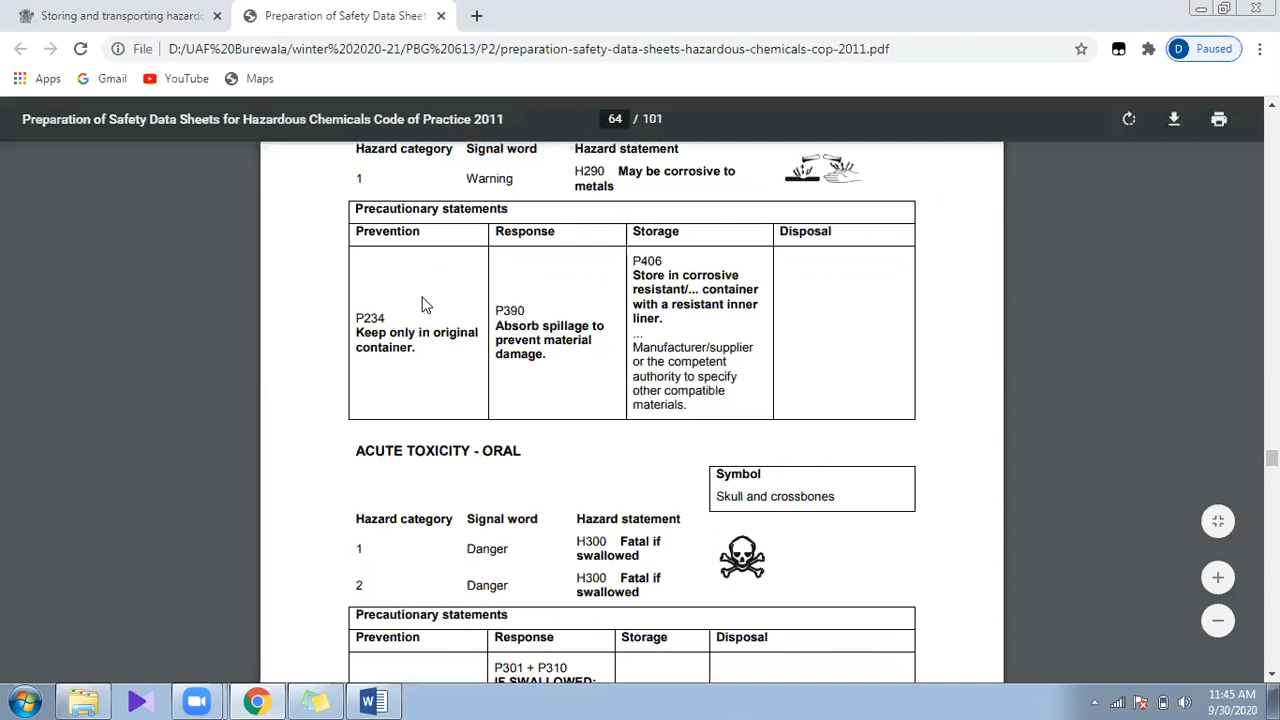 Storing and transporting hazard
Preparation of Safety Data Sheet
File
D:/UAF%20Burewala/winter%202020-21/PBG%20613/P2/preparation-safety-data-sheets-hazardous-chemicals-cop-2011.pdf
D
Paused
Apps
Gmail
YouTube
Maps
Preparation of Safety Data Sheets for Hazardous Chemicals Code of Practice 2011
64 / 101
Hazard category Signal word Hazard statement
1 Warning H290 May be corrosive to
metals
Precautionary statements
Prevention Response Storage Disposal
P234
Keep only in original
container.
P390
Absorb spillage to
prevent material
damage.
P406
Store in corrosive
resistant/... container
with a resistant inner
liner.
...
Manufacturer/supplier
or the competent
authority to specify
other compatible
materials.
ACUTE TOXICITY - ORAL
Symbol
Skull and crossbones
Hazard category Signal word Hazard statement
1 Danger H300 Fatal if
swallowed
2 Danger H300 Fatal if
swallowed
Precautionary statements
Prevention Response Storage Disposal
P301 + P310
IF SWALLOWED:
11:45 AM
9/30/2020